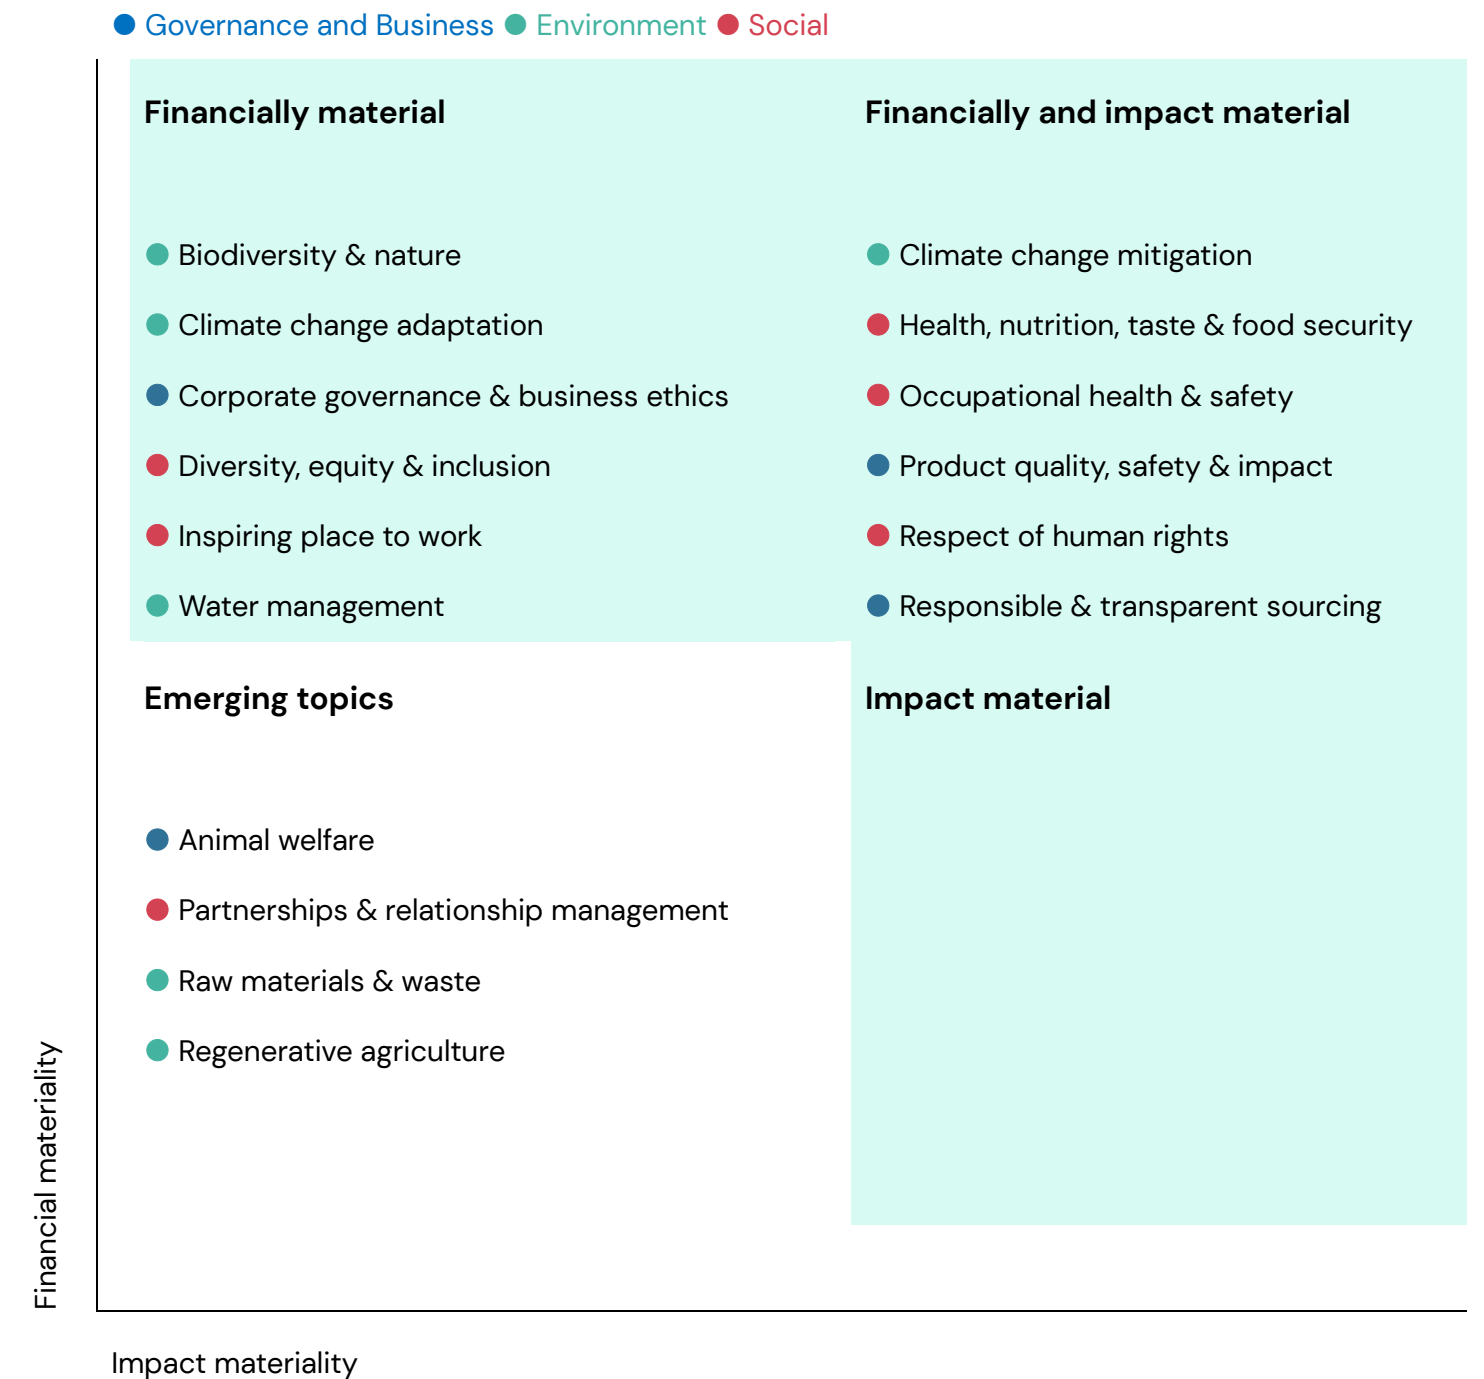 Governance and Business Environment Social
Financially material
Biodiversity & nature
Climate change adaptation
Corporate governance & business ethics
Diversity, equity & inclusion
Inspiring place to work
Water management
Financially and impact material
Climate change mitigation
Health, nutrition, taste & food security
Occupational health & safety
Product quality, safety & impact
Respect of human rights
Responsible & transparent sourcing
Emerging topics
Animal welfare
Partnerships & relationship management
Raw materials & waste
Regenerative agriculture
Impact material
Financial materiality
Impact materiality